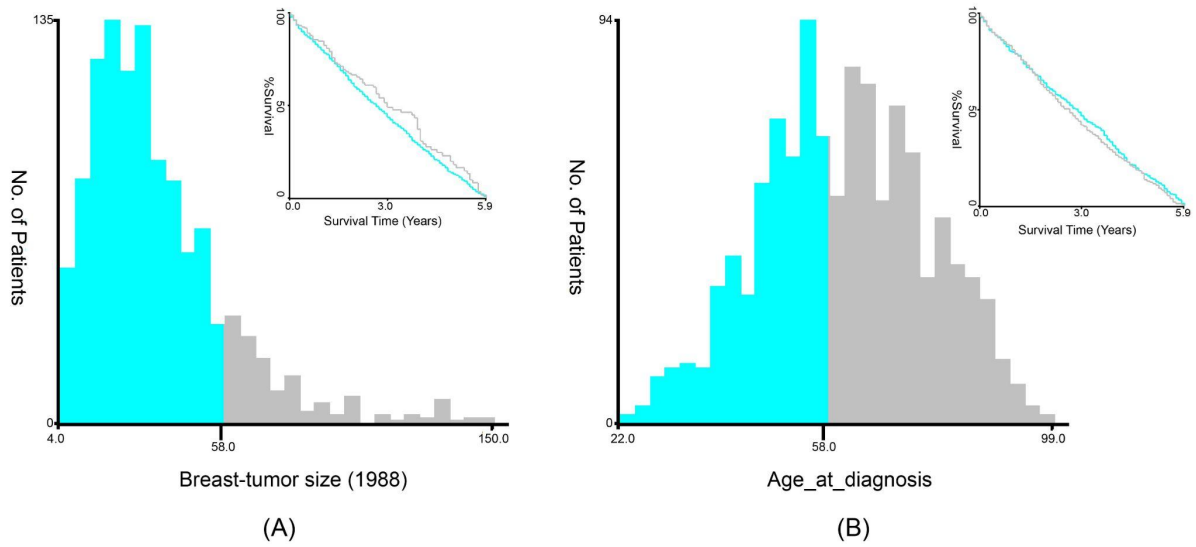 135
No. of Patients
0
4.0
58.0
150.0
Breast-tumor size (1988)
(A)
100
50
0
%Survival
0.0
3.0
5.9
Survival Time (Years)
94
No. of Patients
0
22.0
58.0
99.0
Age_at_diagnosis
(B)
100
50
0
%Survival
0.0
3.0
5.9
Survival Time (Years)